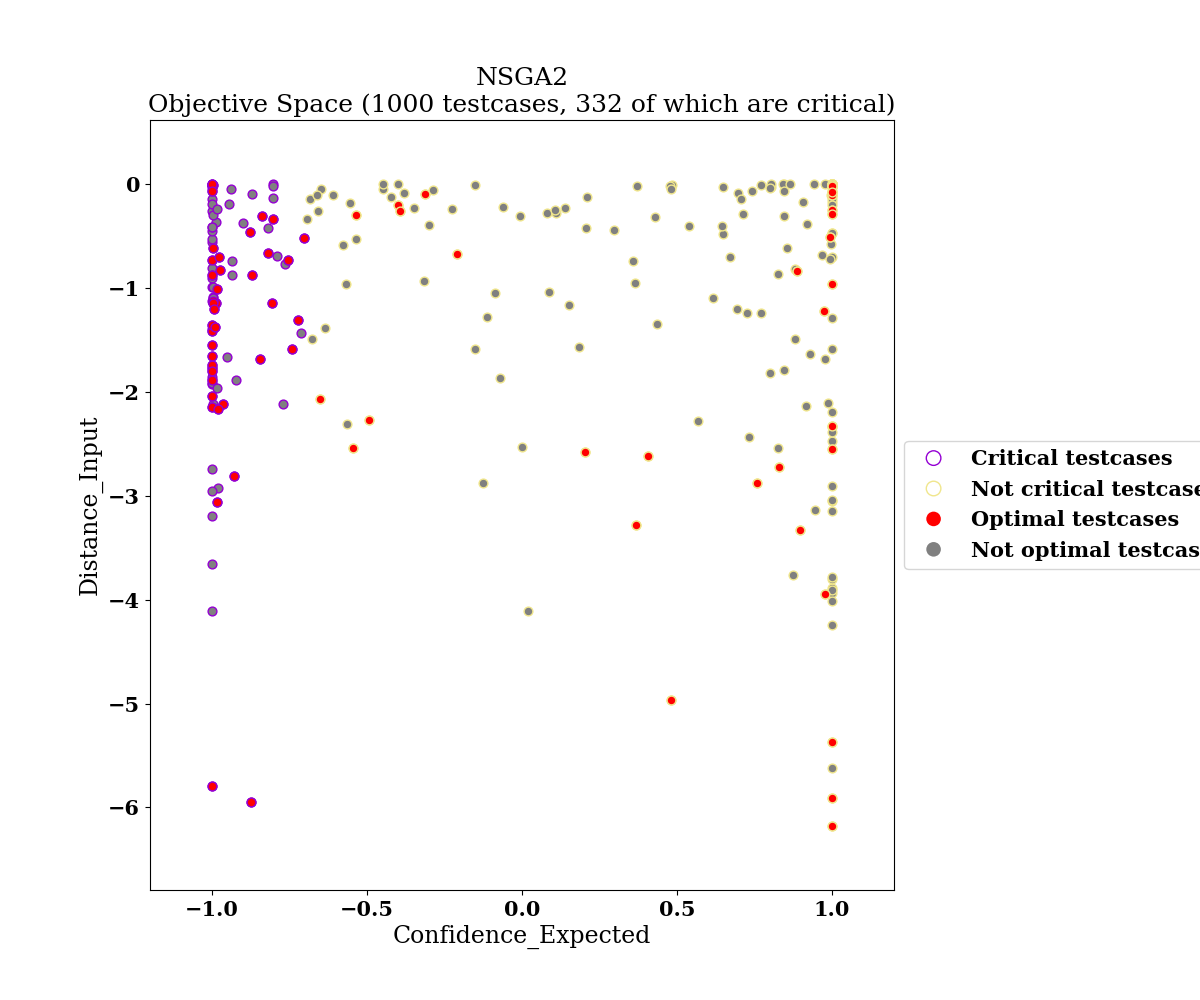 NSGA2
Objective Space (1000 testcases, 332 of which are critical)
0
−1
−2
−3
−4
−5
−6
Distance_Input
−1.0
−0.5
0.0
0.5
1.0
Confidence_Expected
Critical testcases
Not critical testcase
Optimal testcases
Not optimal testcas